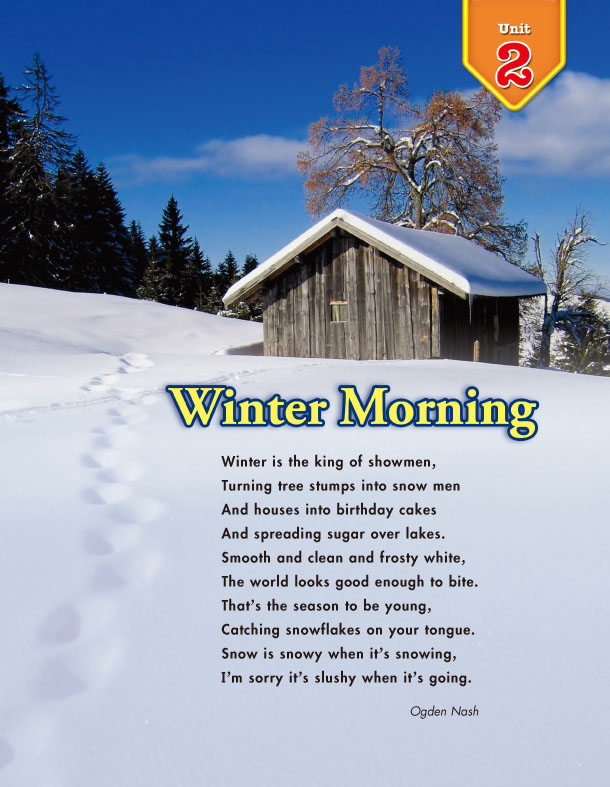 Unit
2
Winter Morning
Winter is the king of showmen,
Turning tree stumps into snow men
And houses into birthday cakes
And spreading sugar over lakes.
Smooth and clean and frosty white,
The world looks good enough to bite.
That's the season to be young,
Catching snowflakes on your tongue.
Snow is snowy when it's snowing,
I'm sorry it's slushy when it's going.
Ogden Nash